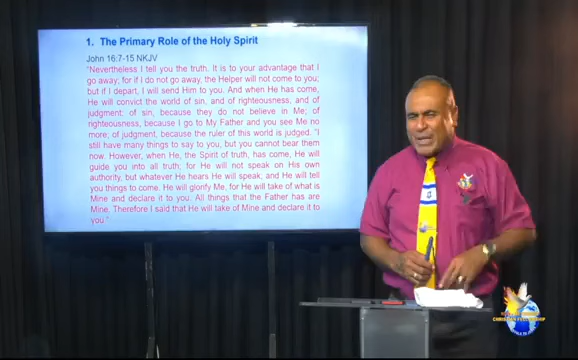 1. The Primary Role of the Holy Spirit
John 16:7-15 NKJV
"Nevertheless I tell you the truth. It is to your advantage that I
go away; for if I do not go away, the Helper will not come to you;
but if I depart, I will send Him to you. And when He has come,
He will convict the world of sin, and of righteousness, and of
judgment: of sin, because they do not believe in Me; of
righteousness, because I go to My Father and you see Me no
more; of judgment, because the ruler of this world is judged. "I
still have many things to say to you, but you cannot bear them
now. However, when He, the Spirit of truth, has come, He will
guide you into all truth; for He will not speak on His own
authority, but whatever He hears He will speak; and He will tell
you things to come. He will glorify Me, for He will take of what is
Mine and declare it to you. All things that the Father has are
Mine. Therefore I said that He will take of Mine and declare it to
you."
CHRISTIAN FELLOWSHIP